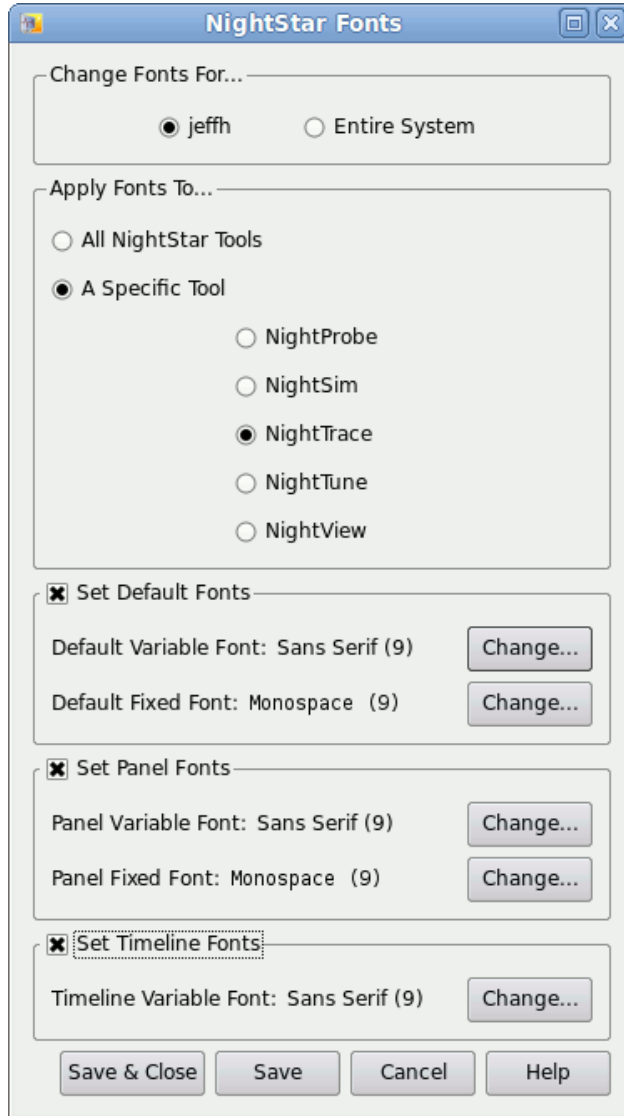 NightStar Fonts
Change Fonts For...
jeffh Entire System
Apply Fonts To...
All NightStar Tools
A Specific Tool
NightProbe
NightSim
NightTrace
NightTune
NightView
Set Default Fonts
Default Variable Font: Sans Serif (9) Change...
Default Fixed Font: Monospace (9) Change...
Set Panel Fonts
Panel Variable Font: Sans Serif (9) Change...
Panel Fixed Font: Monospace (9) Change...
Set Timeline Fonts
Timeline Variable Font: Sans Serif (9) Change...
Save & Close Save Cancel Help